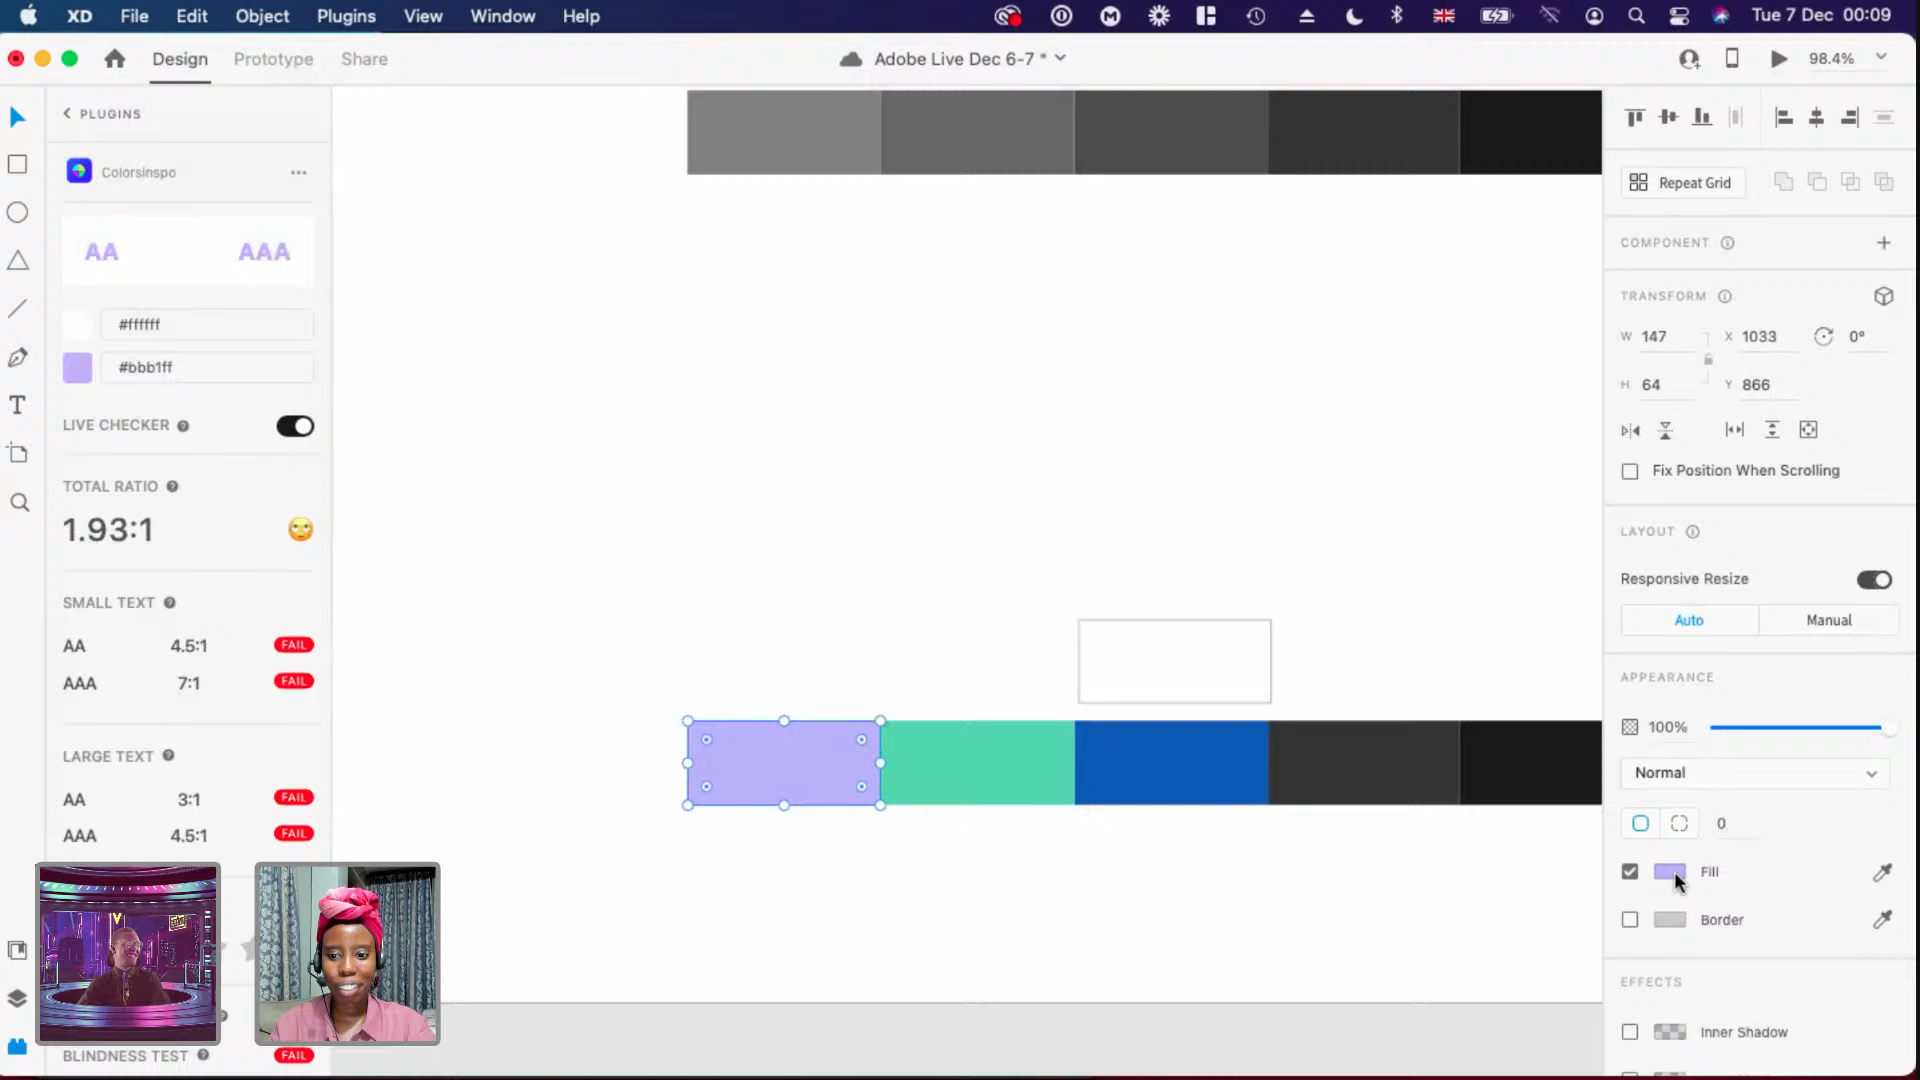 XD File Edit Object Plugins View Window Help Tue 7 Dec 00:09
Design Prototype Share Adobe Live Dec 6-7 * 98.4%
PLUGINS
Colorsinspo
AA AAA
#ffffff
#bbb1ff
LIVE CHECKER
TOTAL RATIO
1.93:1
SMALL TEXT
AA 4.5:1 FAIL
AAA 7:1 FAIL
LARGE TEXT
AA 3:1 FAIL
AAA 4.5:1 FAIL
BLINDNESS TEST FAIL
Repeat Grid
COMPONENT
TRANSFORM
W 147 X 1033 0°
H 64 Y 866
Fix Position When Scrolling
LAYOUT
Responsive Resize
Auto Manual
APPEARANCE
100%
Normal
0
Fill
Border
EFFECTS
Inner Shadow